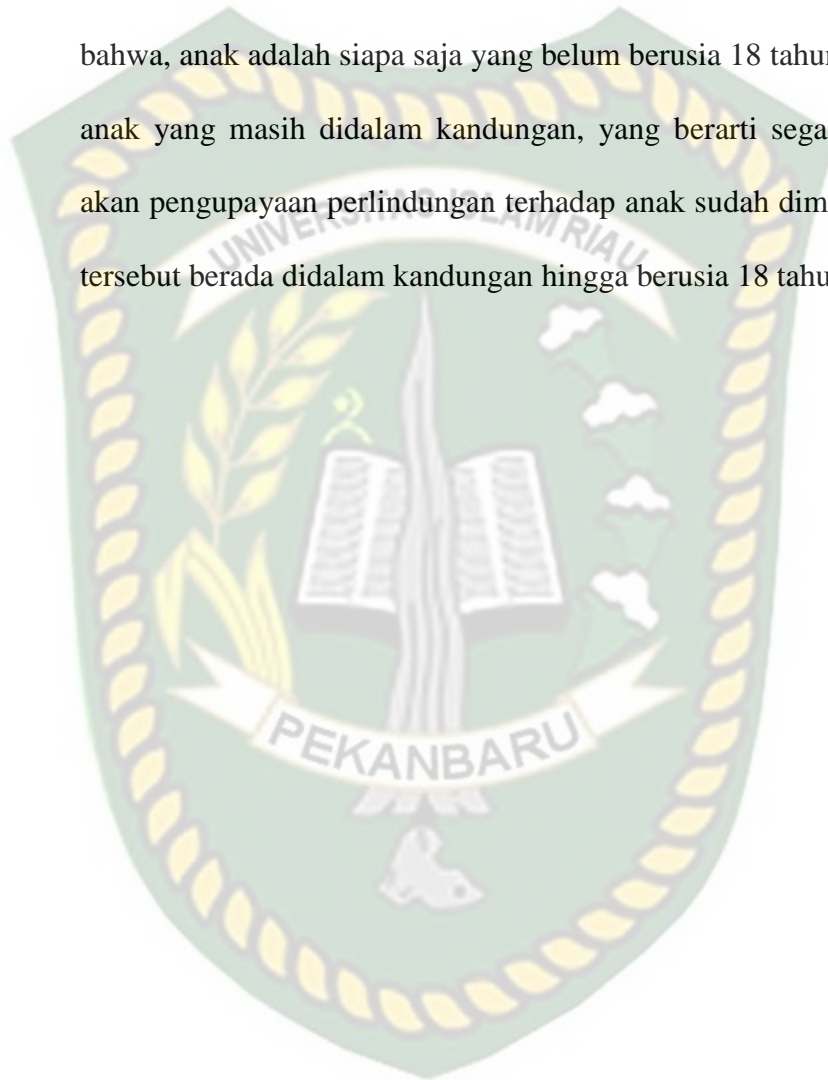 bahwa, anak adalah siapa saja yang belum berusia 18 tahun
anak yang masih didalam kandungan, yang berarti sega
akan pengupayaan perlindungan terhadap anak sudah dim
tersebut berada didalam kandungan hingga berusia 18 tahu
UNIVERSITAS ISLAM RIAU
PEKANBARU